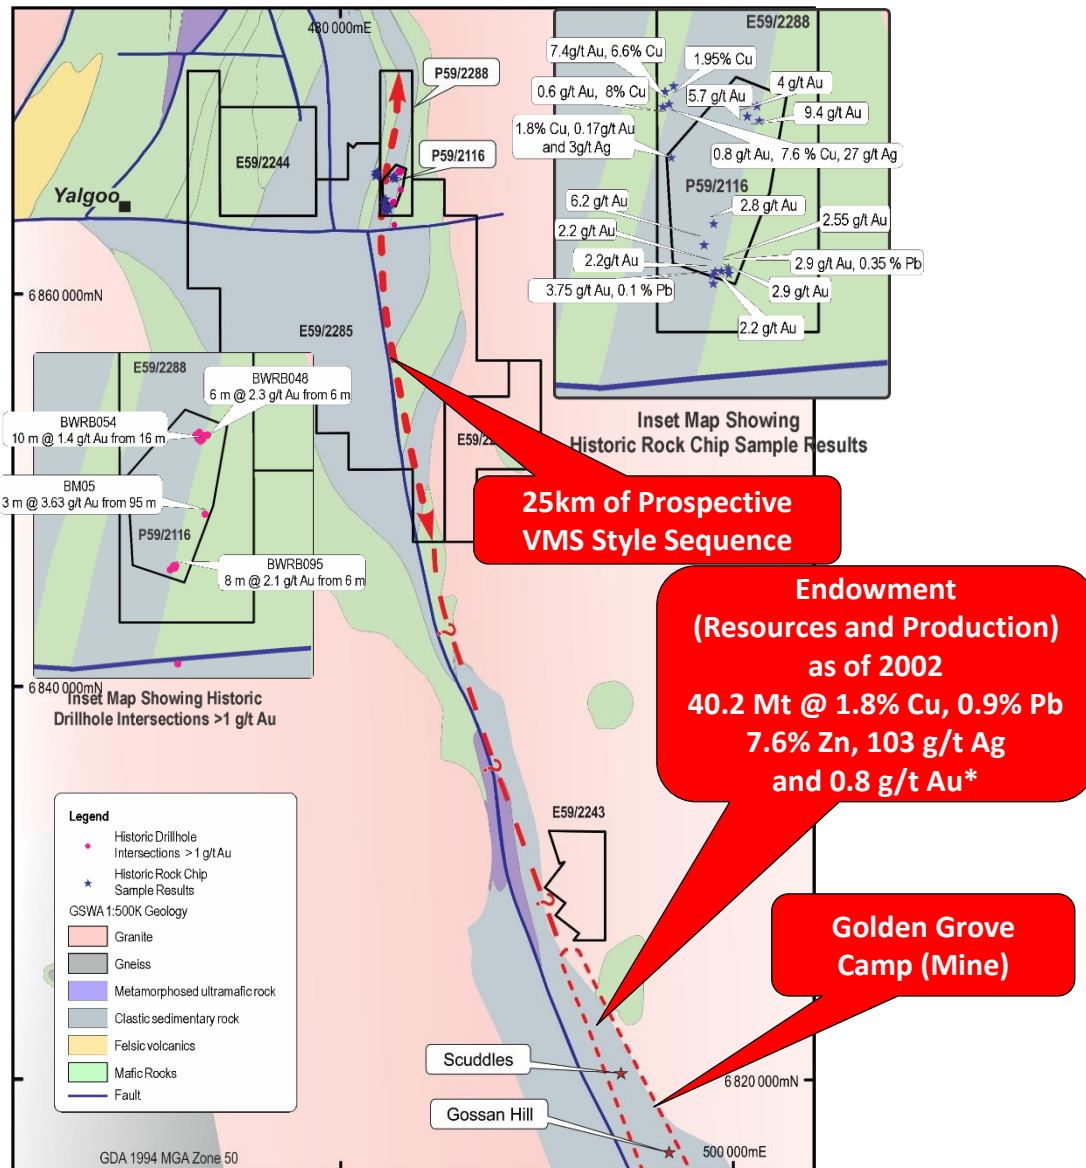 480 000mE
P59/2288
P59/2116
E59/2244
Yalgoo
6 860 000mN
E59/2285
E59/2288
7.4g/t Au, 6.6% Cu
1.95% Cu
0.6 g/t Au, 8% Cu
5.7 g/t Au
4 g/t Au
9.4 g/t Au
1.8% Cu, 0.17g/t Au
and 3g/t Ag
0.8 g/t Au, 7.6 % Cu, 27 g/t Ag
P59/2116
6.2 g/t Au
2.8 g/t Au
2.2 g/t Au
2.55 g/t Au
2.2g/t Au
2.9 g/t Au, 0.35 % Pb
3.75 g/t Au, 0.1 % Pb
2.9 g/t Au
2.2 g/t Au
Inset Map Showing
Historic Rock Chip Sample Results
E59/2288
BWRB048
6 m @ 2.3 g/t Au from 6 m
BWRB054
10 m @ 1.4 g/t Au from 16 m
BM05
3 m @ 3.63 g/t Au from 95 m
P59/2116
BWRB095
8 m @ 2.1 g/t Au from 6 m
6 840 000mN
Inset Map Showing Historic
Drillhole Intersections >1 g/t Au
25km of Prospective
VMS Style Sequence
Endowment
(Resources and Production)
as of 2002
40.2 Mt @ 1.8% Cu, 0.9% Pb
7.6% Zn, 103 g/t Ag
and 0.8 g/t Au*
?
?
?
E59/2243
Golden Grove
Camp (Mine)
Legend
Historic Drillhole
Intersections >1 g/t Au
Historic Rock Chip
Sample Results
GSWA 1:500K Geology
Granite
Gneiss
Metamorphosed ultramafic rock
Clastic sedimentary rock
Felsic volcanics
Mafic Rocks
Fault
Scuddles
Gossan Hill
6 820 000mN
500 000mE
GDA 1994 MGA Zone 50